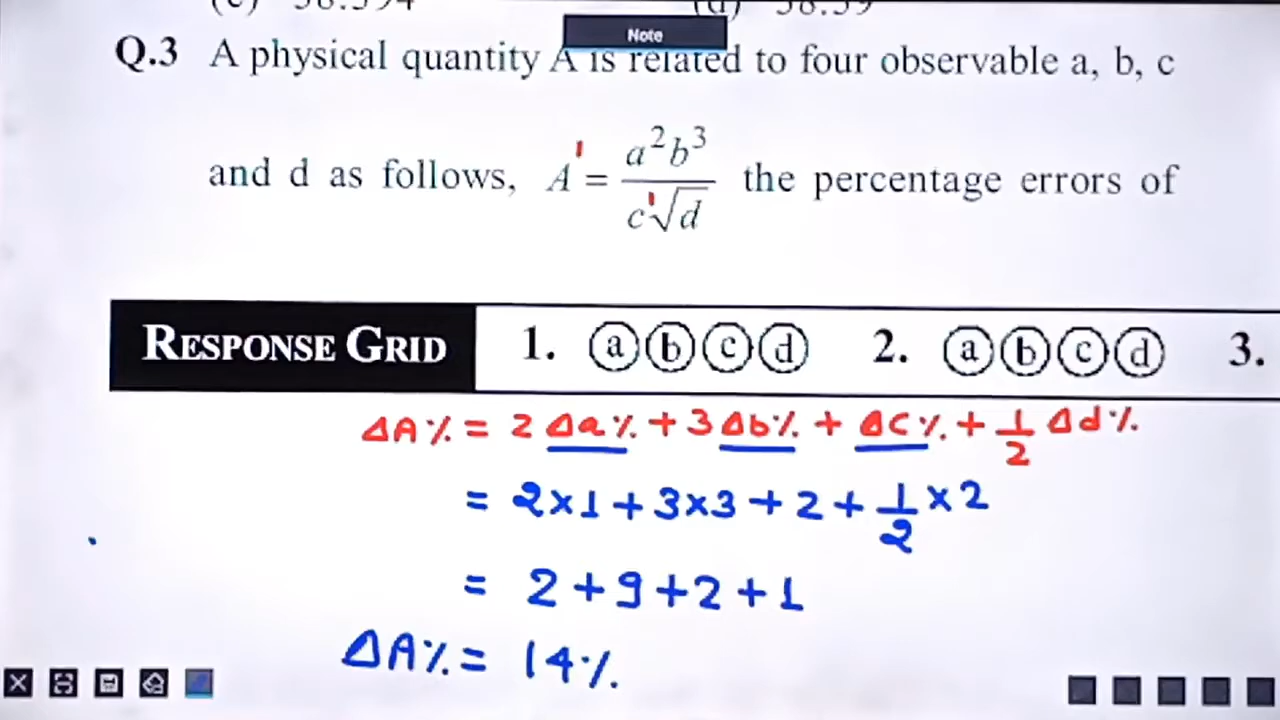 Note
Q.3 A physical quantity A is related to four observable a, b, c
and d as follows, A = a²b³ / c√d the percentage errors of
RESPONSE GRID 1. ⓐⓑⓒⓓ 2. ⓐⓑⓒⓓ 3.
ΔA% = 2 Δa% + 3 Δb% + Δc% + 1/2 Δd%
= 2×1 + 3×3 + 2 + 1/2 ×2
= 2 + 9 + 2 + 1
ΔA% = 14%